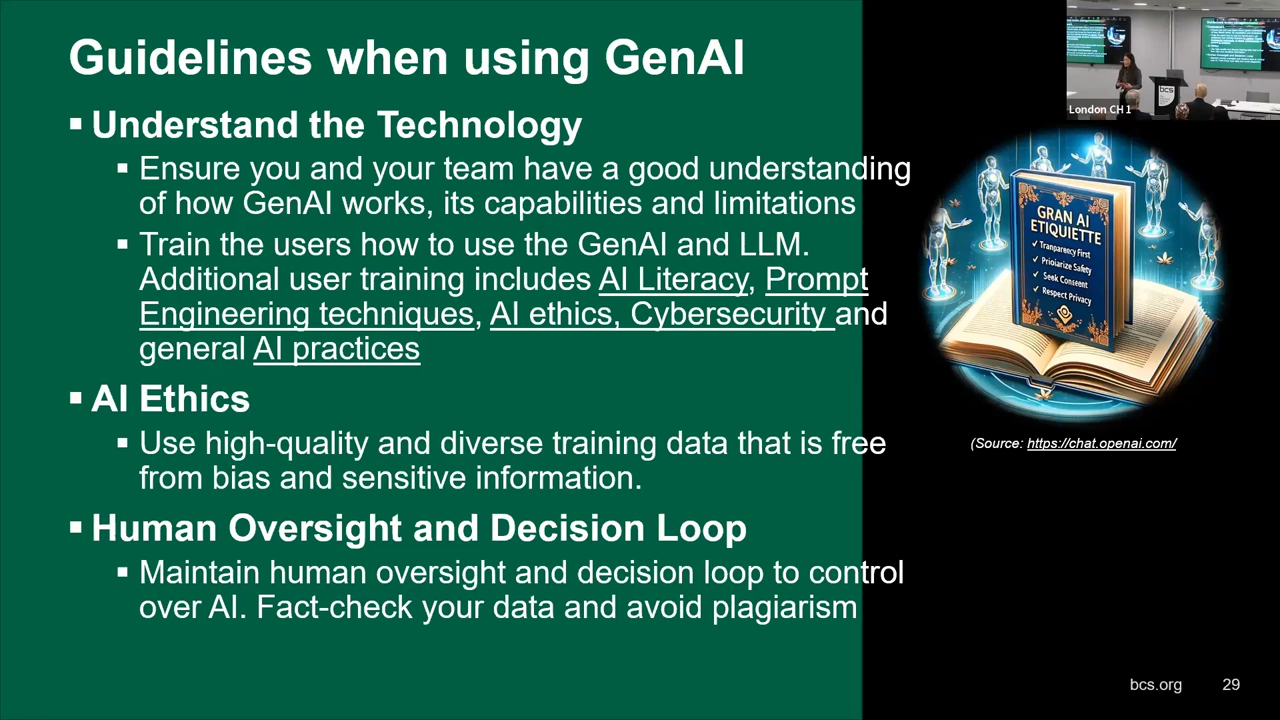 Guidelines when using GenAI
▪ Understand the Technology
▪ Ensure you and your team have a good understanding
of how GenAI works, its capabilities and limitations
▪ Train the users how to use the GenAI and LLM.
Additional user training includes AI Literacy, Prompt
Engineering techniques, AI ethics, Cybersecurity and
general AI practices
▪ AI Ethics
▪ Use high-quality and diverse training data that is free
from bias and sensitive information.
▪ Human Oversight and Decision Loop
▪ Maintain human oversight and decision loop to control
over AI. Fact-check your data and avoid plagiarism
bcs
London CH 1
GRAN AI
ETIQUIETTE
✓ Tranparency First
✓ Prioiarize Safety
✓ Seek Consent
✓ Respect Privacy
(Source: https://chat.openai.com/
bcs.org 29